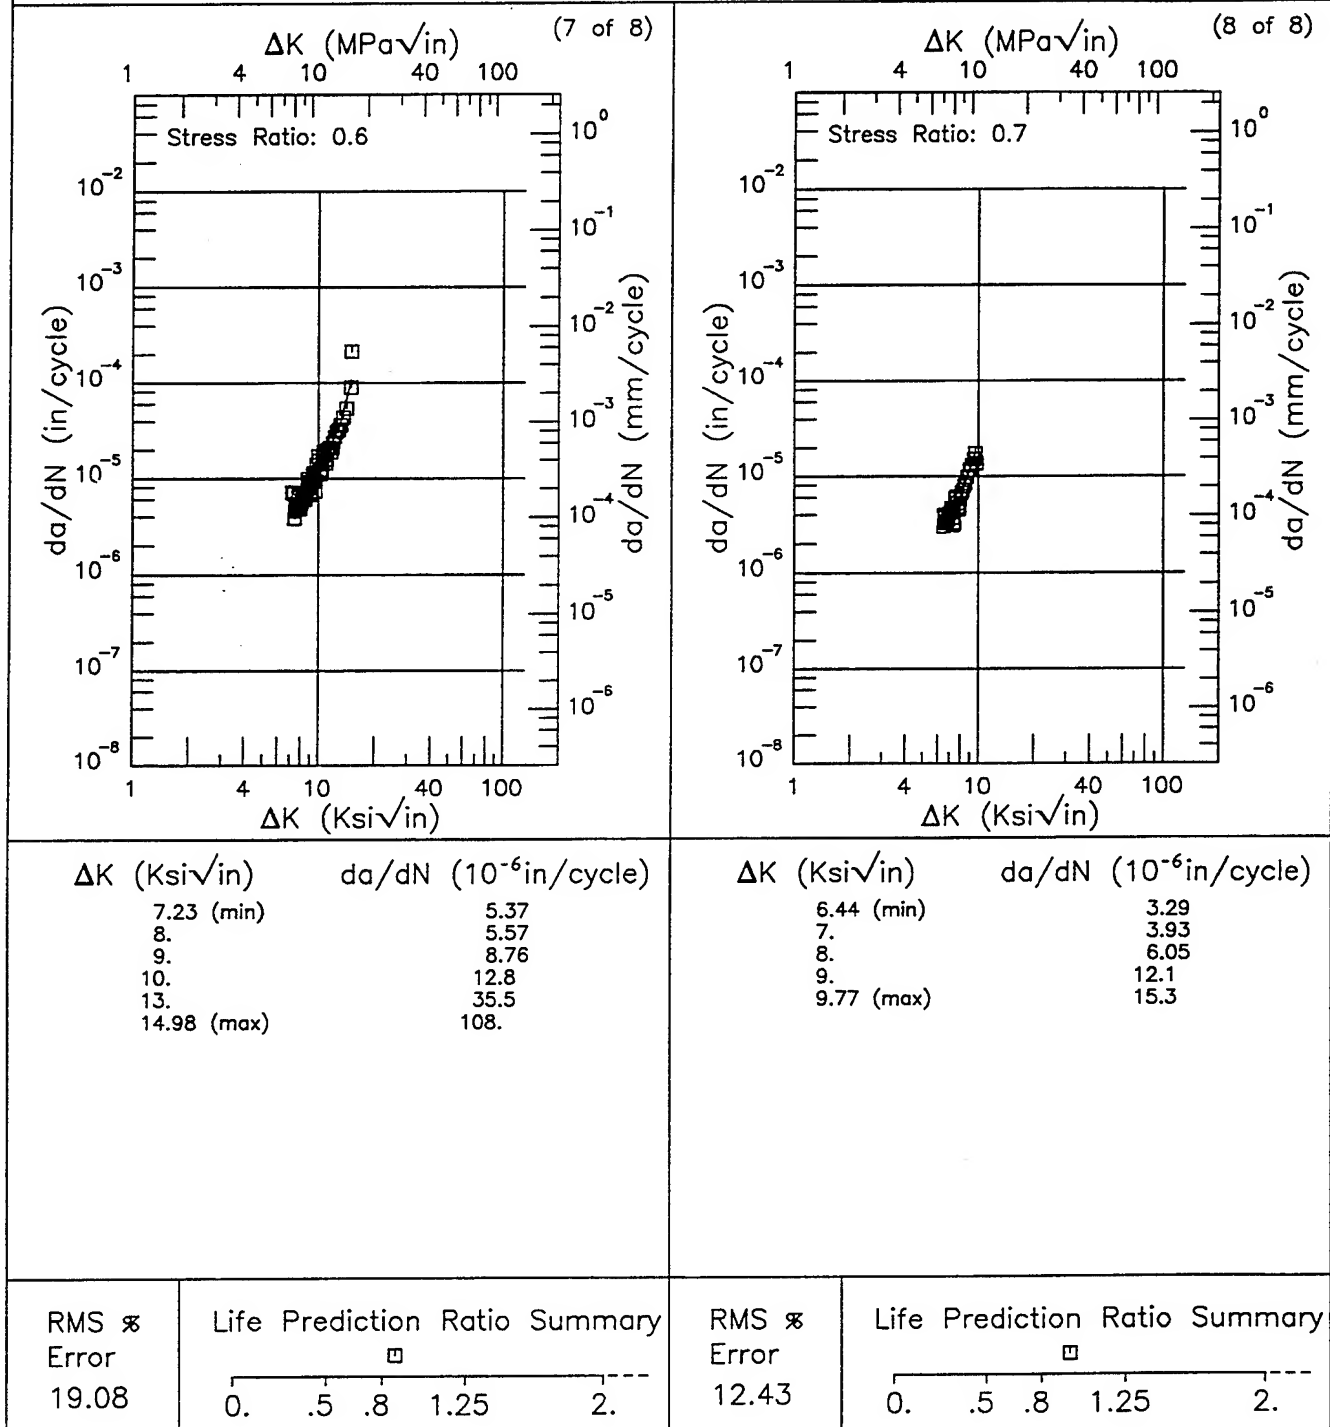 (7 of 8)
ΔK (MPa√in)
1 4 10 40 100
Stress Ratio: 0.6
10⁰
10⁻²
10⁻¹
10⁻³
10⁻²
10⁻⁴
10⁻³
10⁻⁵
10⁻⁴
10⁻⁶
10⁻⁵
10⁻⁷
10⁻⁶
10⁻⁸
da/dN (in/cycle)
da/dN (mm/cycle)
1 4 10 40 100
ΔK (Ksi√in)
(8 of 8)
ΔK (MPa√in)
1 4 10 40 100
Stress Ratio: 0.7
10⁰
10⁻²
10⁻¹
10⁻³
10⁻²
10⁻⁴
10⁻³
10⁻⁵
10⁻⁴
10⁻⁶
10⁻⁵
10⁻⁷
10⁻⁶
10⁻⁸
da/dN (in/cycle)
da/dN (mm/cycle)
1 4 10 40 100
ΔK (Ksi√in)
ΔK (Ksi√in) da/dN (10⁻⁶in/cycle)
7.23 (min) 5.37
8. 5.57
9. 8.76
10. 12.8
13. 35.5
14.98 (max) 108.
ΔK (Ksi√in) da/dN (10⁻⁶in/cycle)
6.44 (min) 3.29
7. 3.93
8. 6.05
9. 12.1
9.77 (max) 15.3
RMS %
Error
19.08
Life Prediction Ratio Summary
0. .5 .8 1.25 2.
RMS %
Error
12.43
Life Prediction Ratio Summary
0. .5 .8 1.25 2.